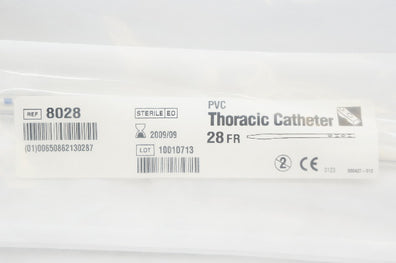 REF 8028
(01)00650862130287
STERILE EO
2009/09
LOT 10010713
PVC
Thoracic Catheter
28 FR
2
CE 0123